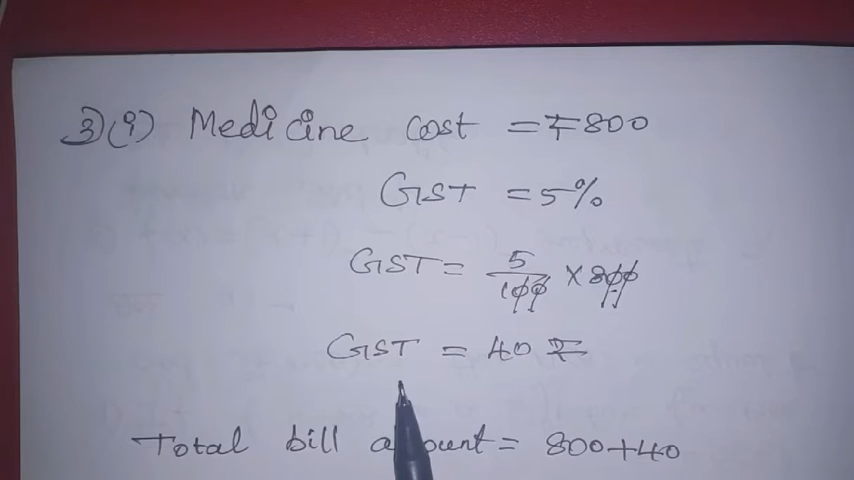 3)(i) Medicine cost = ₹800
GST = 5%
GST = 5/100 × 800
GST = 40 ₹
Total bill amount = 800+40